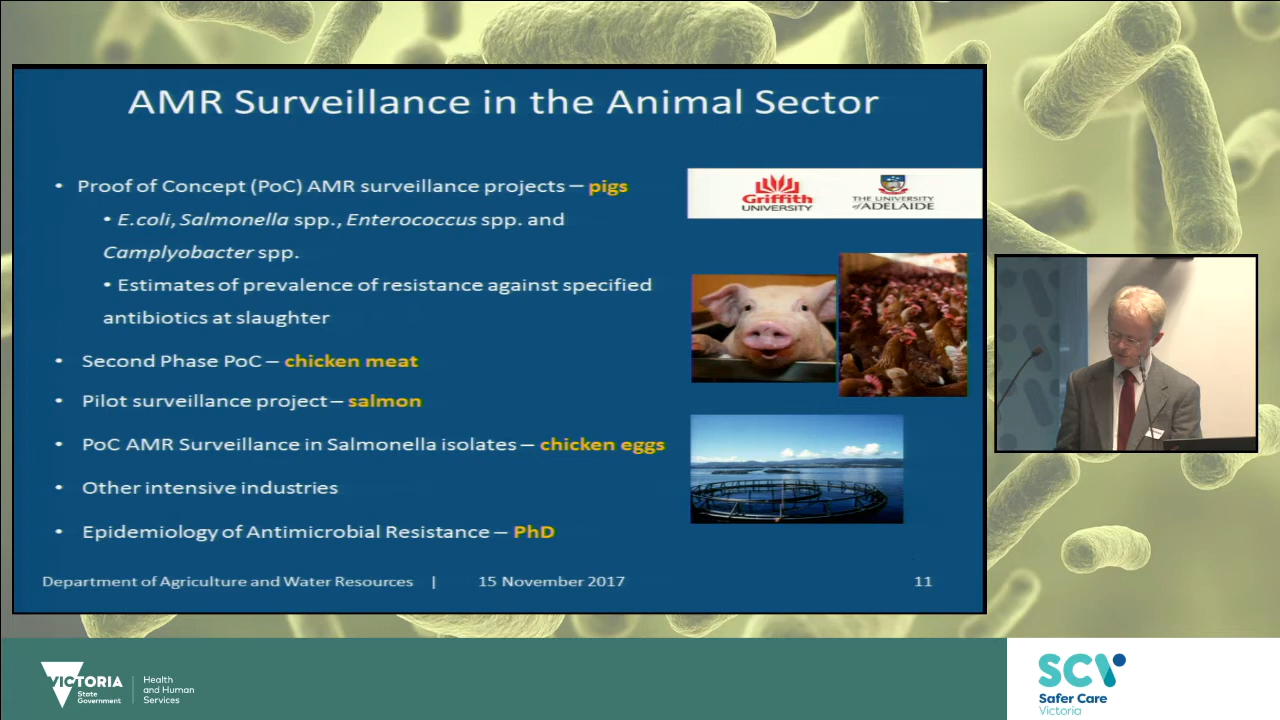 AMR Surveillance in the Animal Sector
• Proof of Concept (PoC) AMR surveillance projects – pigs
• E.coli, Salmonella spp., Enterococcus spp. and
Camplyobacter spp.
• Estimates of prevalence of resistance against specified
antibiotics at slaughter
• Second Phase PoC – chicken meat
• Pilot surveillance project – salmon
• PoC AMR Surveillance in Salmonella isolates – chicken eggs
• Other intensive industries
• Epidemiology of Antimicrobial Resistance – PhD
Griffith
UNIVERSITY
THE UNIVERSITY
of ADELAIDE
Department of Agriculture and Water Resources | 15 November 2017 11
VICTORIA
State
Government
Health
and Human
Services
SCV
Safer Care
Victoria